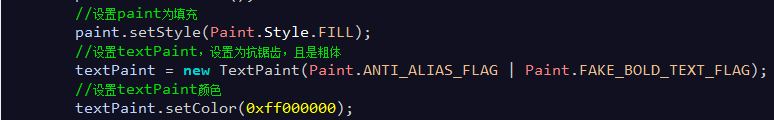 //设置paint为填充
paint.setStyle(Paint.Style.FILL);
//设置textPaint，设置为抗锯齿，且是粗体
textPaint = new TextPaint(Paint.ANTI_ALIAS_FLAG | Paint.FAKE_BOLD_TEXT_FLAG);
//设置textPaint颜色
textPaint.setColor(0xff000000);